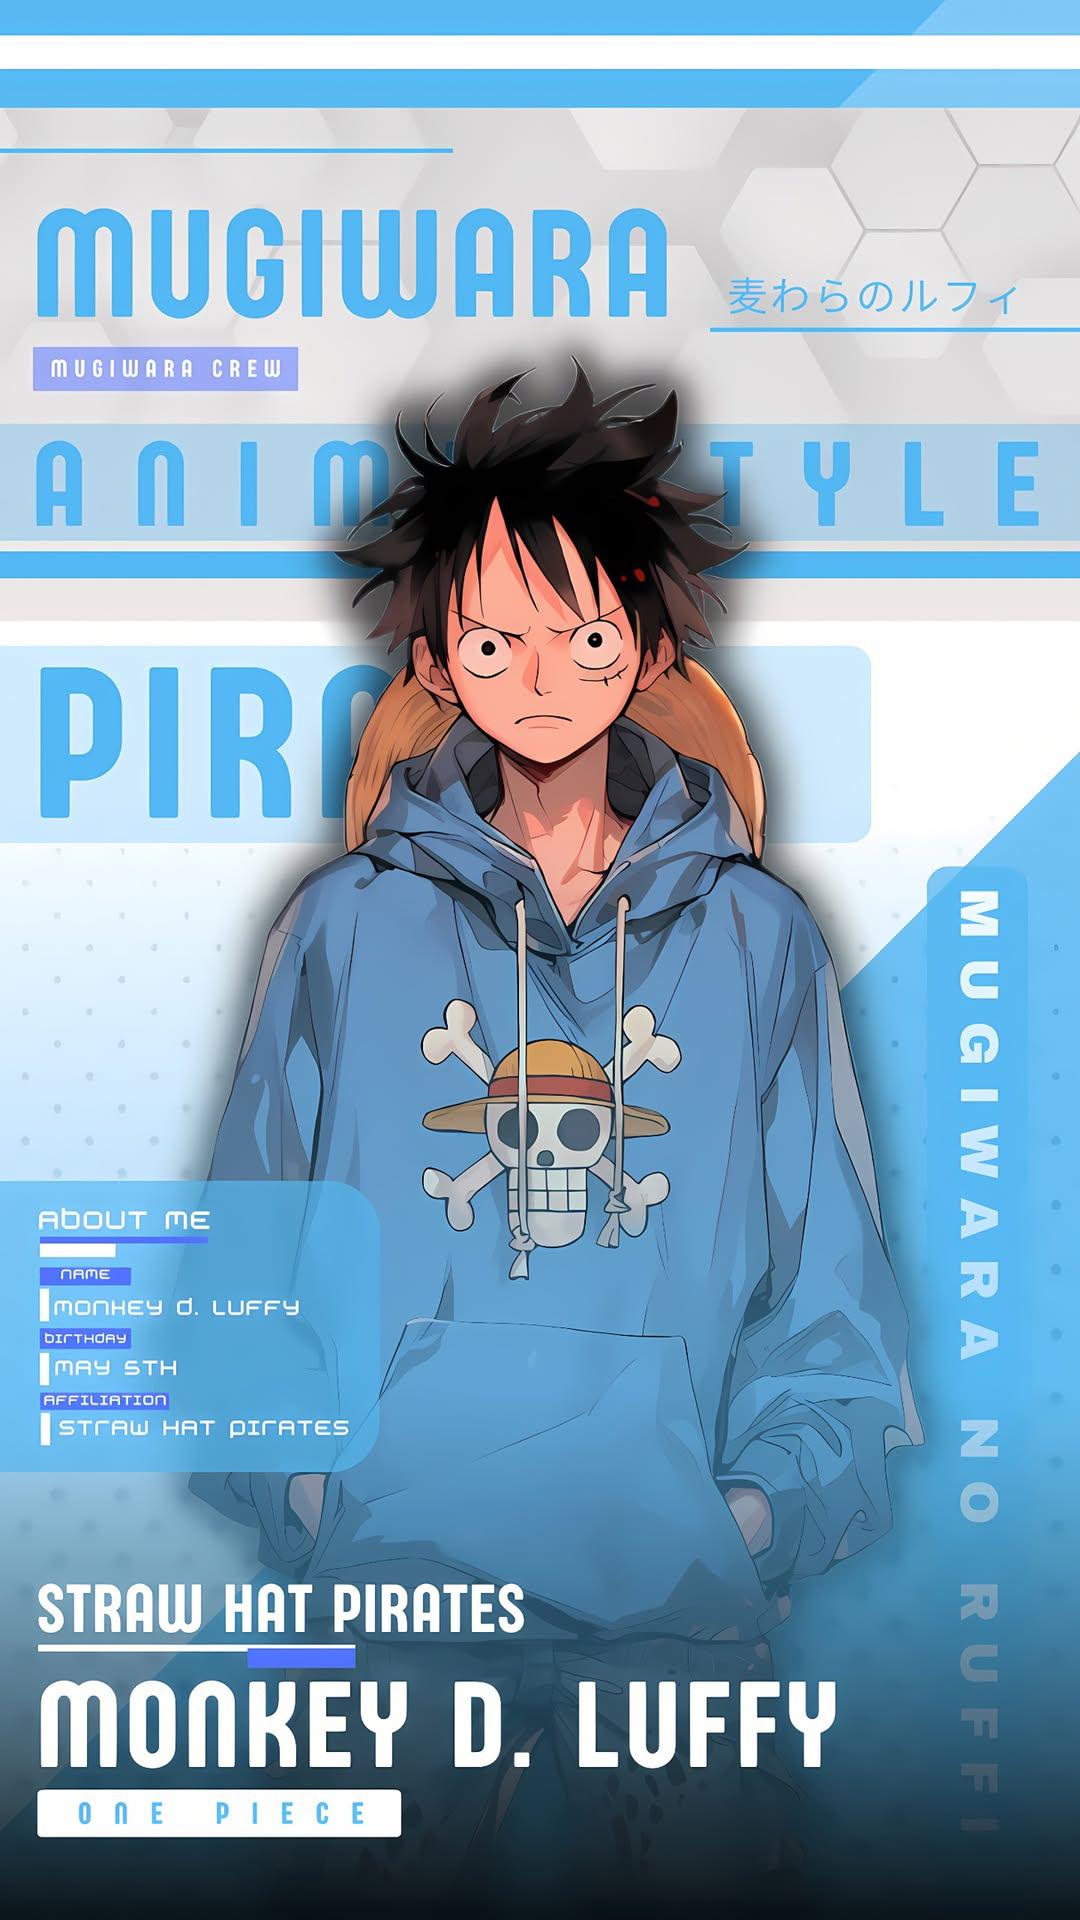 MUGIWARA
麦わらのルフィ
MUGIWARA CREW
ANIM TYLE
PIRA
MUGIWARA NO RUFFI
ABOUT ME
NAME
MONKEY D. LUFFY
BIRTHDAY
MAY 5TH
AFFILIATION
STRAW HAT PIRATES
STRAW HAT PIRATES
MONKEY D. LUFFY
ONE PIECE